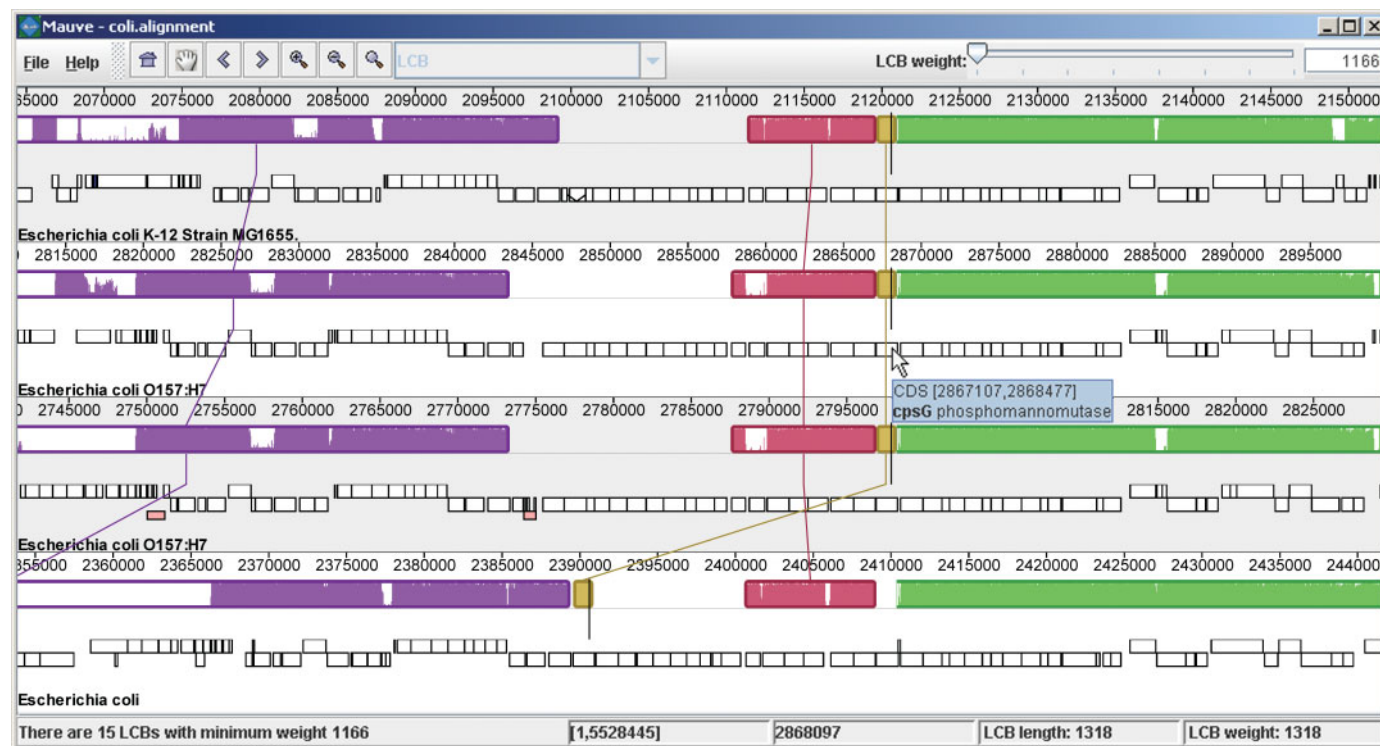 Mauve - coli.alignment
File Help LCB LCB weight: 1166
2070000 2075000 2080000 2085000 2090000 2095000 2100000 2105000 2110000 2115000 2120000 2125000 2130000 2135000 2140000 2145000 2150000
Escherichia coli K-12 Strain MG1655.
2815000 2820000 2825000 2830000 2835000 2840000 2845000 2850000 2855000 2860000 2865000 2870000 2875000 2880000 2885000 2890000 2895000
Escherichia coli O157:H7
CDS [2867107,2868477]
cpsG phosphomannomutase
2745000 2750000 2755000 2760000 2765000 2770000 2775000 2780000 2785000 2790000 2795000 2815000 2820000 2825000
Escherichia coli O157:H7
2360000 2365000 2370000 2375000 2380000 2385000 2390000 2395000 2400000 2405000 2410000 2415000 2420000 2425000 2430000 2435000
Escherichia coli
There are 15 LCBs with minimum weight 1166 [1,5528445] 2868097 LCB length: 1318 LCB weight: 1318